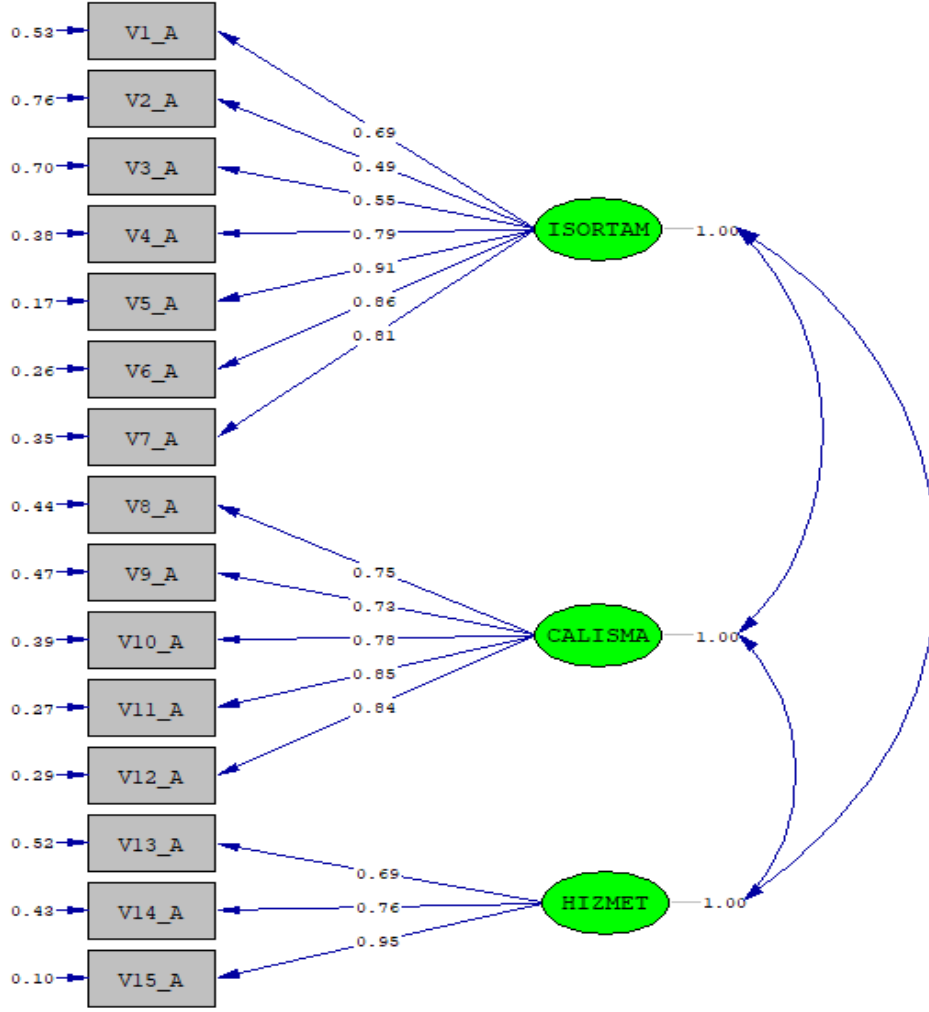 0.53 V1_A
0.76 V2_A
0.69
0.70 V3_A
0.49
0.55
0.38 V4_A
0.79
ISORTAM 1.00
0.91
0.17 V5_A
0.86
0.81
0.26 V6_A
0.35 V7_A
0.44 V8_A
0.47 V9_A
0.75
0.73
0.39 V10_A
0.78
CALISMA 1.00
0.85
0.27 V11_A
0.84
0.29 V12_A
0.52 V13_A
0.69
0.43 V14_A
0.76
HIZMET 1.00
0.95
0.10 V15_A